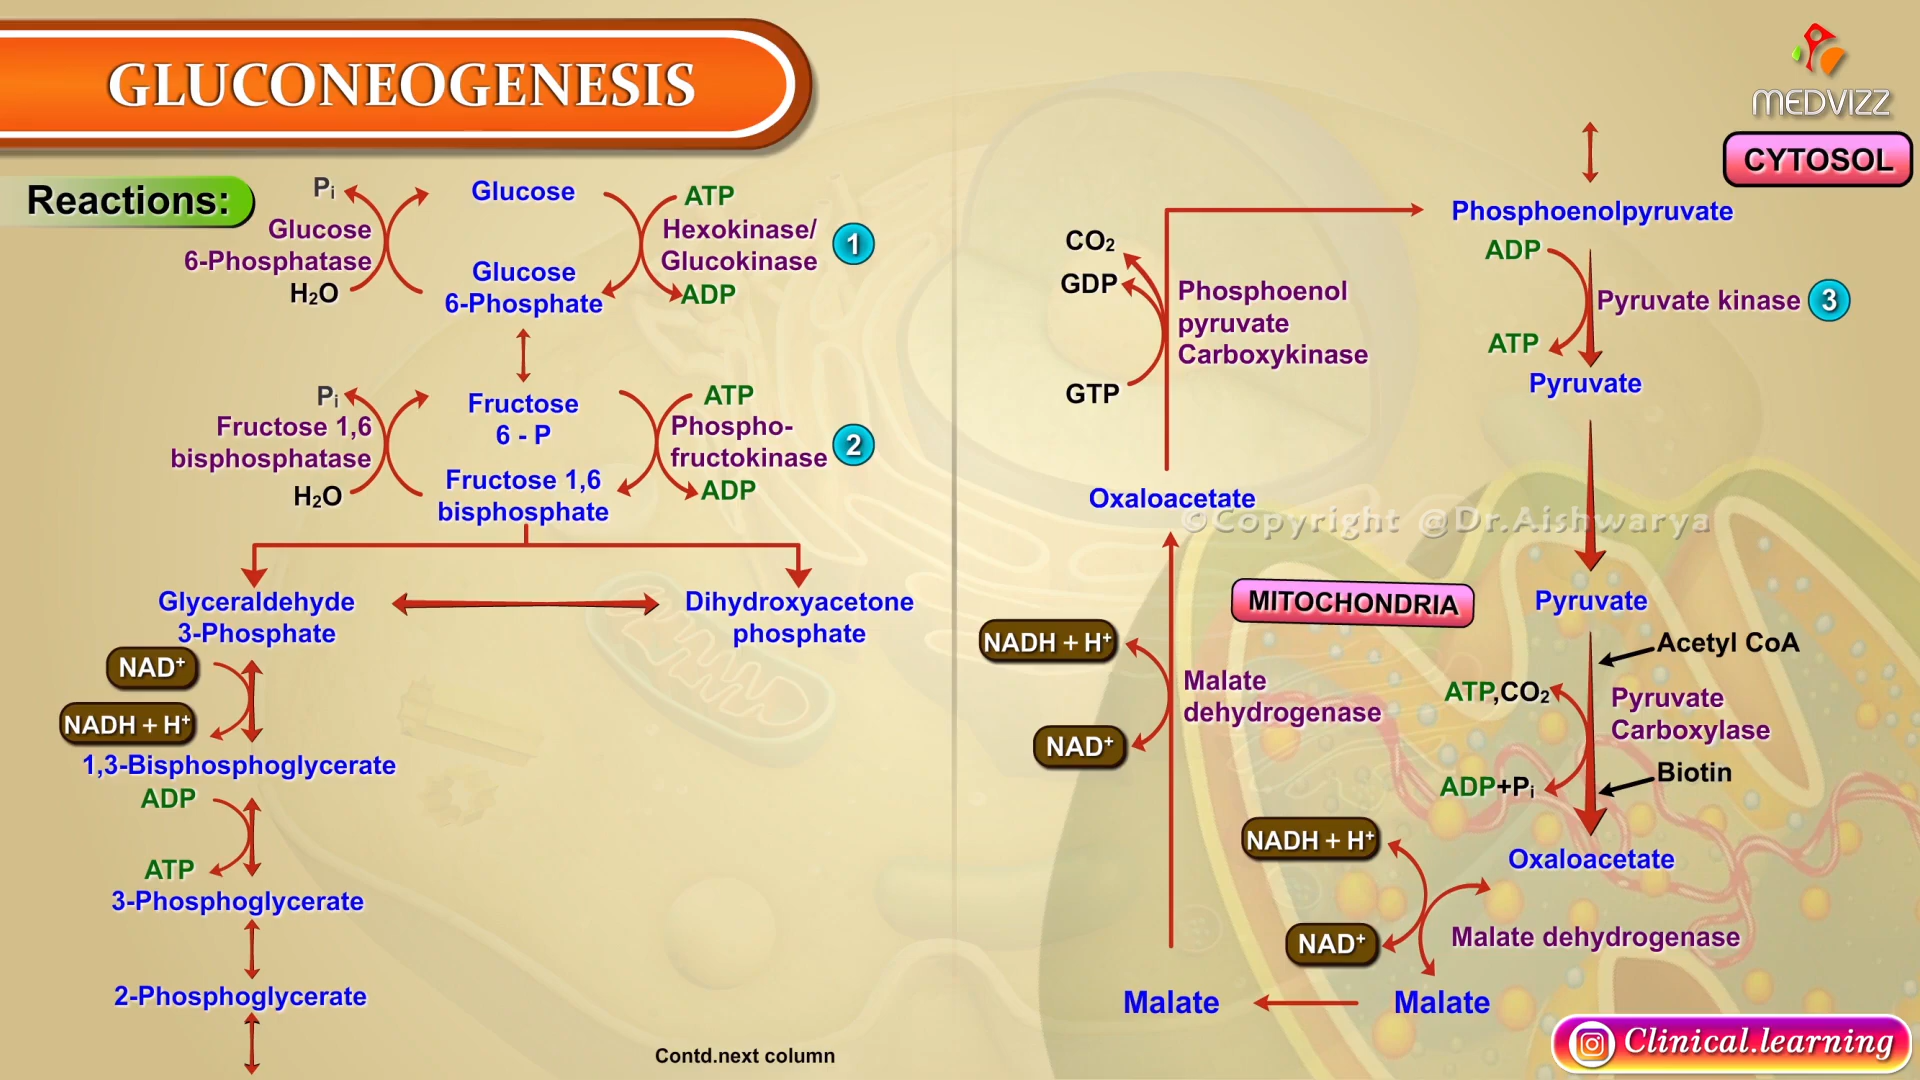 GLUCONEOGENESIS
MEDVIZZ
Reactions:
CYTOSOL
Pi
Glucose
6-Phosphatase
H₂O
Glucose
ATP
Hexokinase/
Glucokinase
1
ADP
Glucose
6-Phosphate
Pi
Fructose 1,6
bisphosphatase
H₂O
Fructose
6 - P
ATP
Phospho-
fructokinase
2
ADP
Fructose 1,6
bisphosphate
Glyceraldehyde
3-Phosphate
Dihydroxyacetone
phosphate
NAD⁺
NADH + H⁺
1,3-Bisphosphoglycerate
ADP
ATP
3-Phosphoglycerate
2-Phosphoglycerate
Contd.next column
Phosphoenolpyruvate
ADP
Pyruvate kinase 3
ATP
Pyruvate
CO₂
GDP
Phosphoenol
pyruvate
Carboxykinase
GTP
Oxaloacetate
©Copyright @Dr.Aishwarya
MITOCHONDRIA
Pyruvate
Acetyl CoA
ATP,CO₂
Pyruvate
Carboxylase
Biotin
ADP+Pi
Oxaloacetate
NADH + H⁺
Malate
dehydrogenase
NAD⁺
NADH + H⁺
NAD⁺
Malate dehydrogenase
Malate
Malate
Clinical.learning